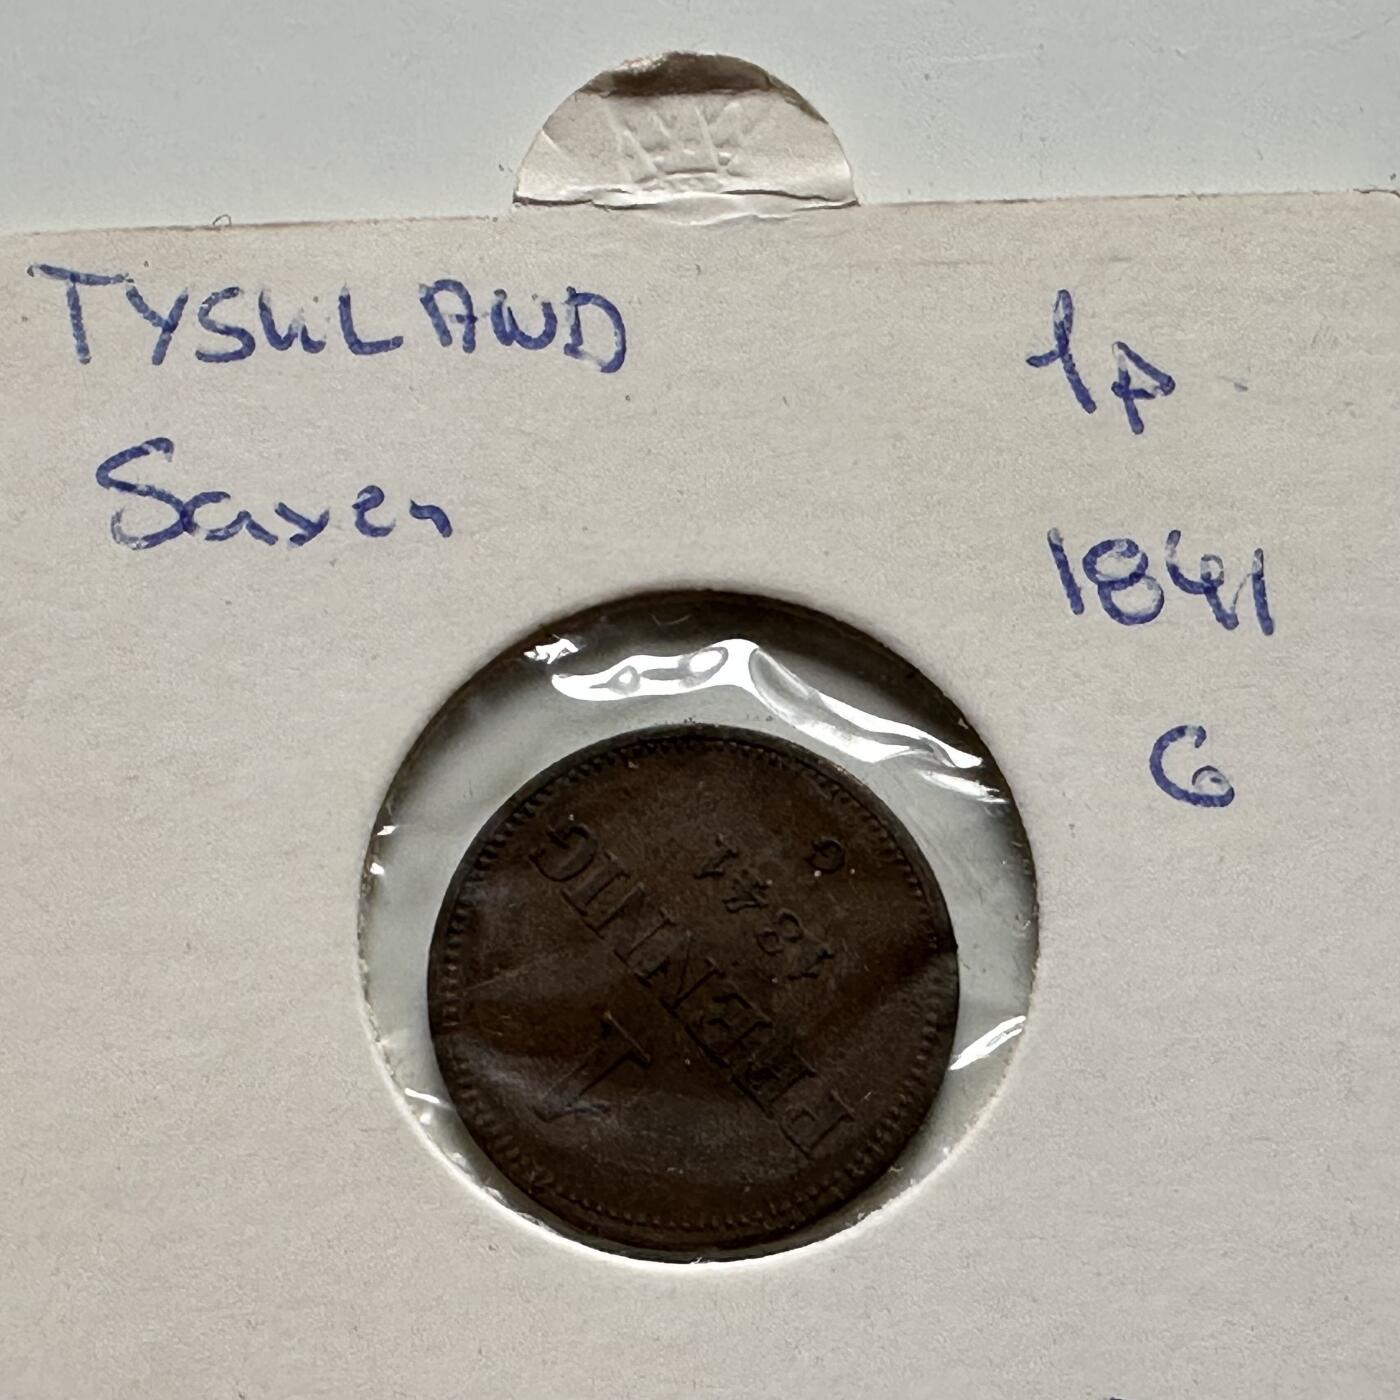 TYSKLAND
Saxen
1P
1841
G
1
PFENNIG
1841
G